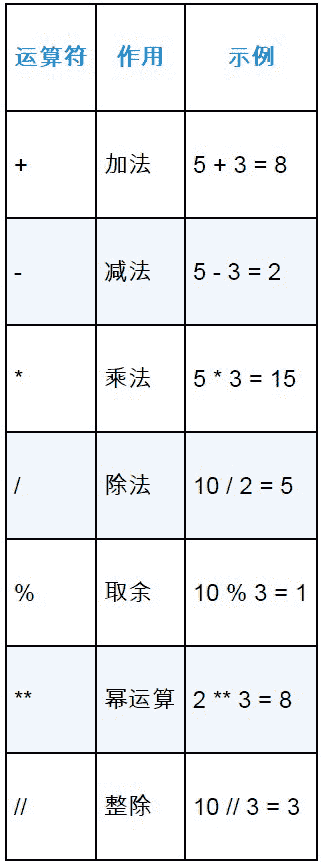 运算符 作用 示例
+ 加法 5 + 3 = 8
- 减法 5 - 3 = 2
* 乘法 5 * 3 = 15
/ 除法 10 / 2 = 5
% 取余 10 % 3 = 1
** 幂运算 2 ** 3 = 8
// 整除 10 // 3 = 3